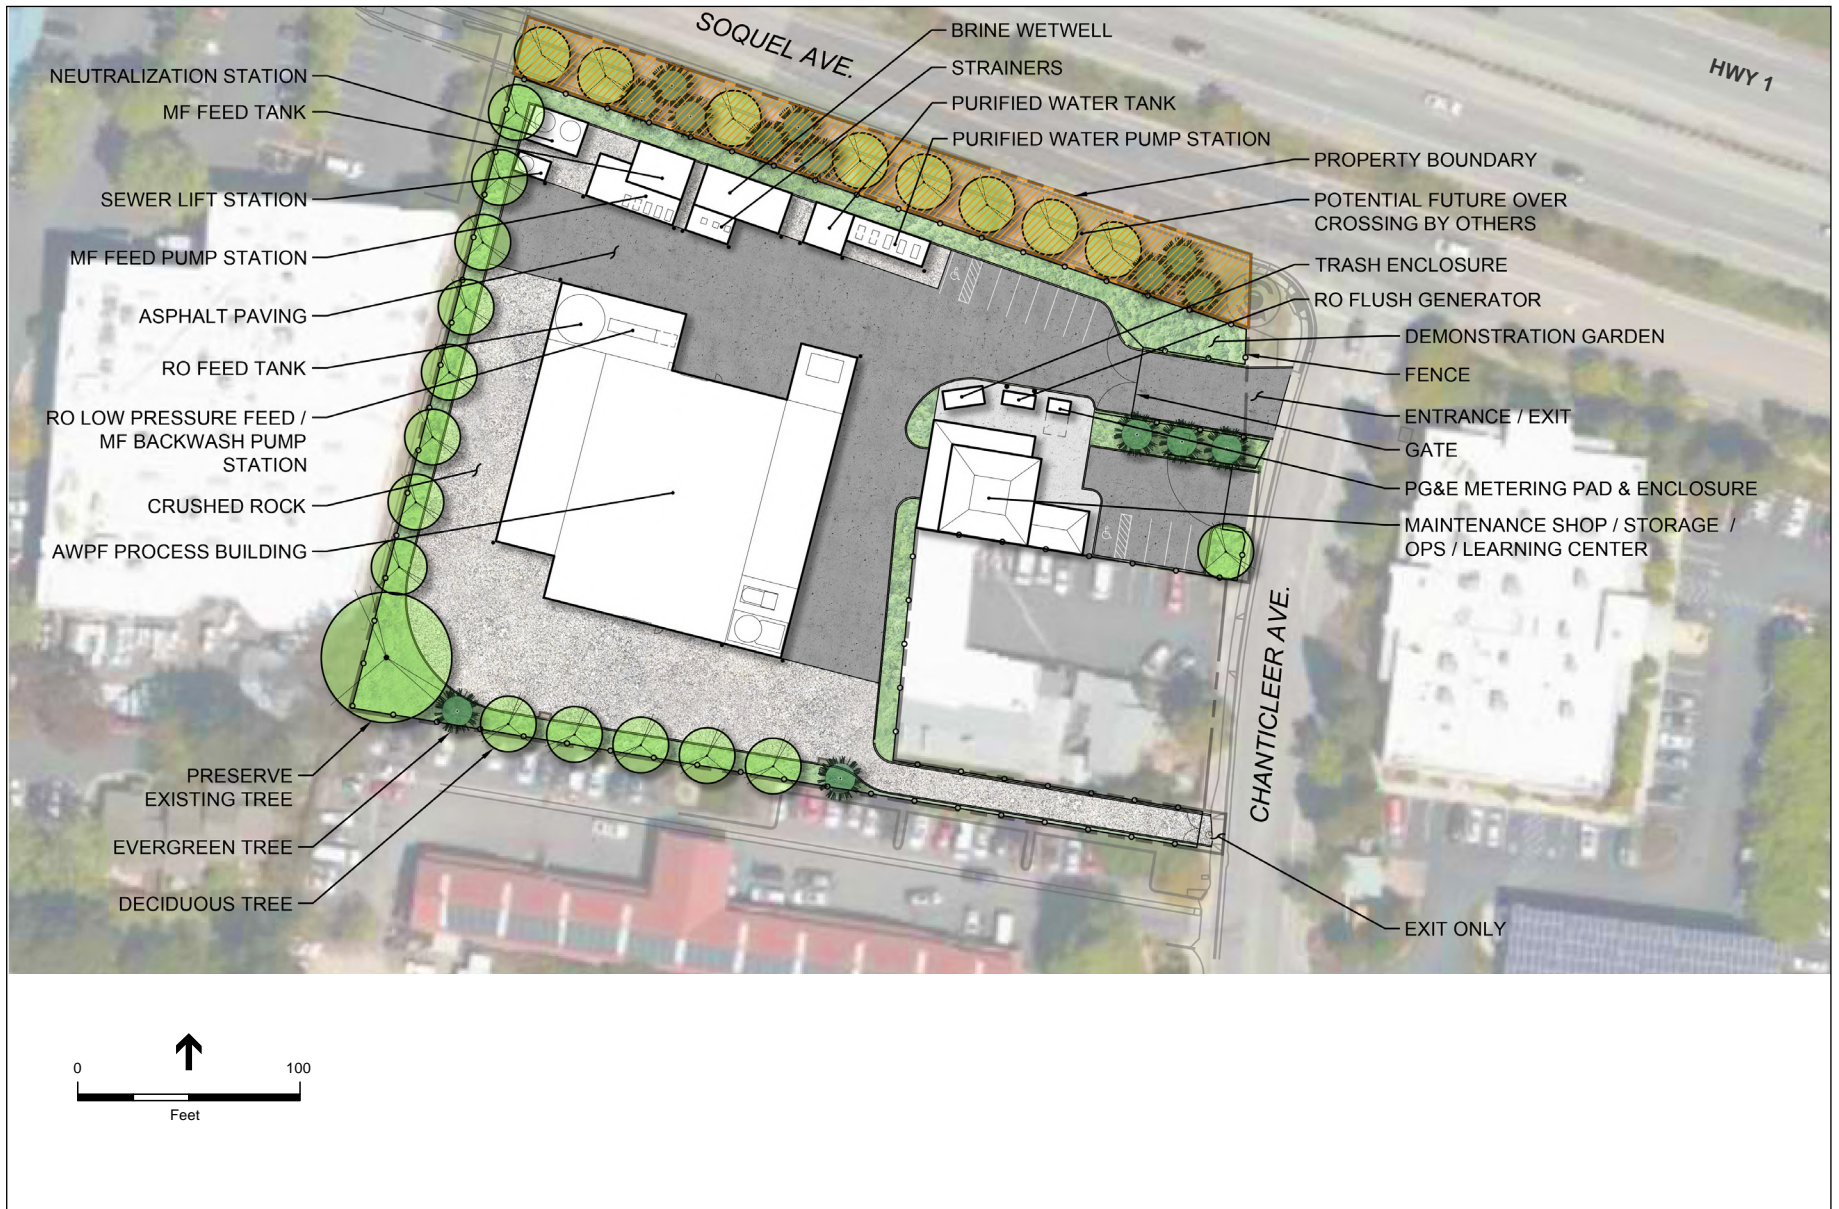 SOQUEL AVE.
HWY 1
BRINE WETWELL
STRAINERS
PURIFIED WATER TANK
PURIFIED WATER PUMP STATION
PROPERTY BOUNDARY
POTENTIAL FUTURE OVER
CROSSING BY OTHERS
TRASH ENCLOSURE
RO FLUSH GENERATOR
DEMONSTRATION GARDEN
FENCE
ENTRANCE / EXIT
GATE
PG&E METERING PAD & ENCLOSURE
MAINTENANCE SHOP / STORAGE /
OPS / LEARNING CENTER
CHANTICLEER AVE.
EXIT ONLY
NEUTRALIZATION STATION
MF FEED TANK
SEWER LIFT STATION
MF FEED PUMP STATION
ASPHALT PAVING
RO FEED TANK
RO LOW PRESSURE FEED /
MF BACKWASH PUMP
STATION
CRUSHED ROCK
AWPF PROCESS BUILDING
PRESERVE
EXISTING TREE
EVERGREEN TREE
DECIDUOUS TREE
0 100
Feet